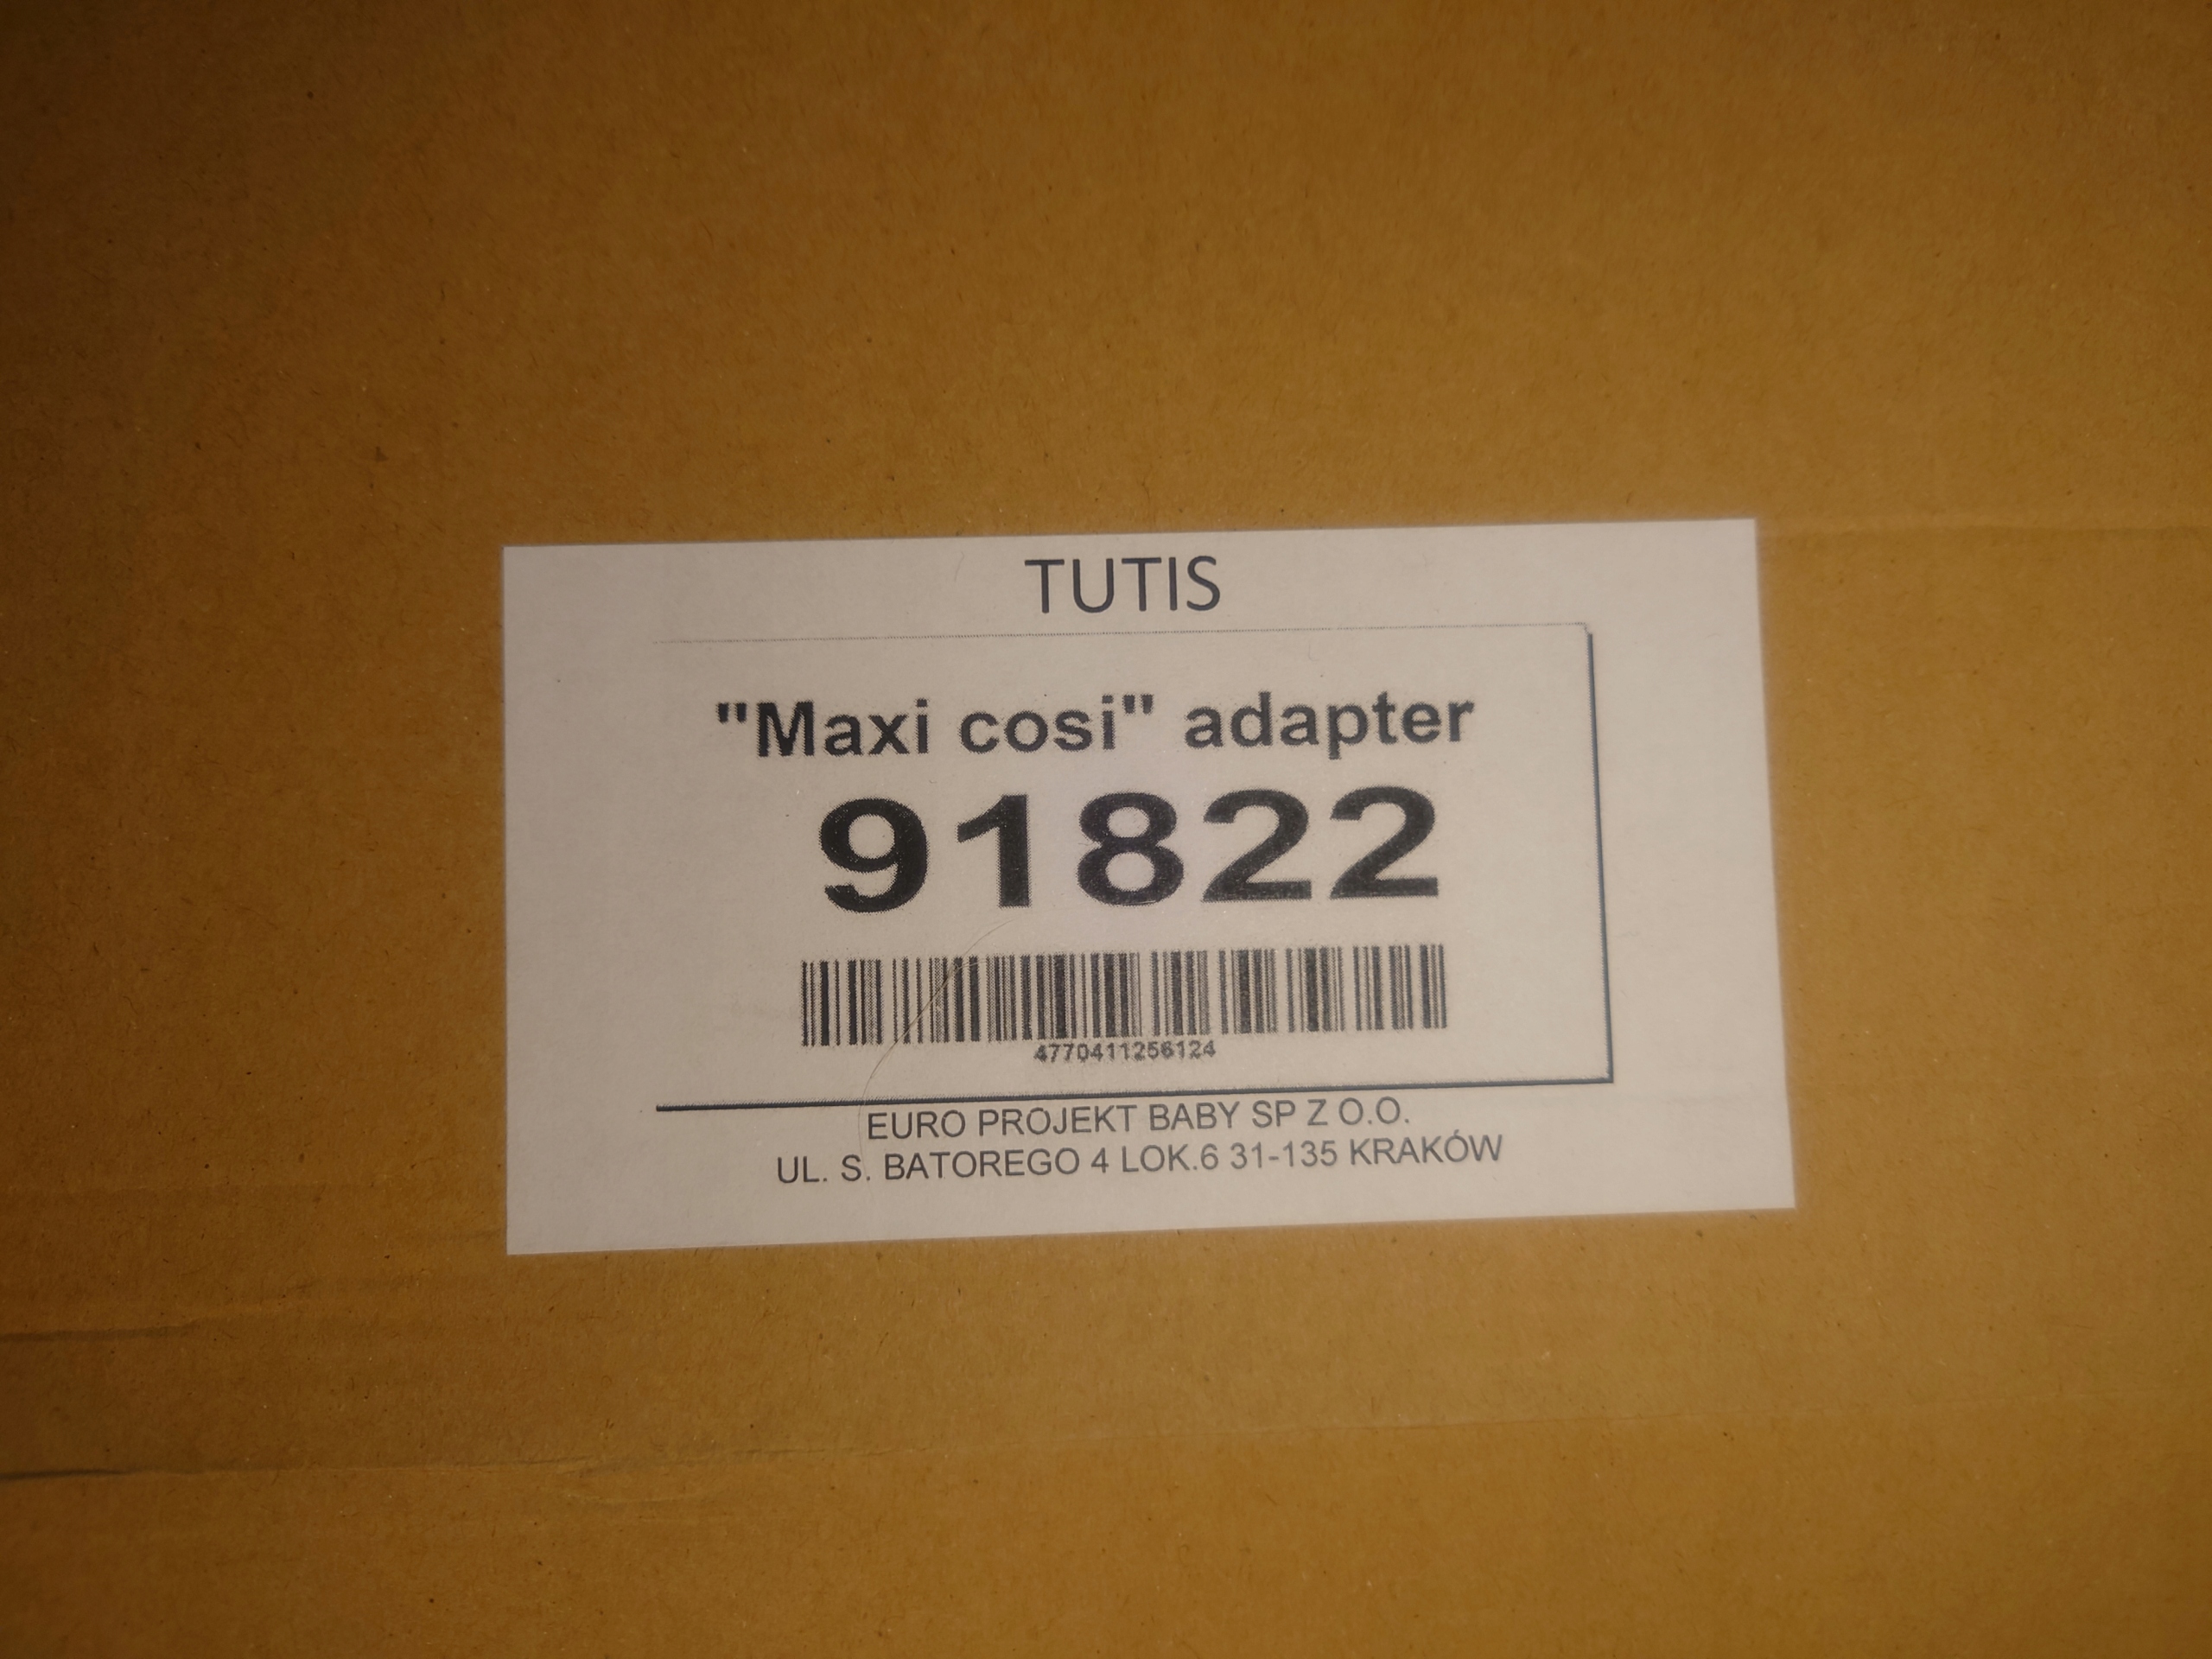 TUTIS
"Maxi cosi" adapter
91822
4770411256124
EURO PROJEKT BABY SP Z O.O.
UL. S. BATOREGO 4 LOK.6 31-135 KRAKÓW